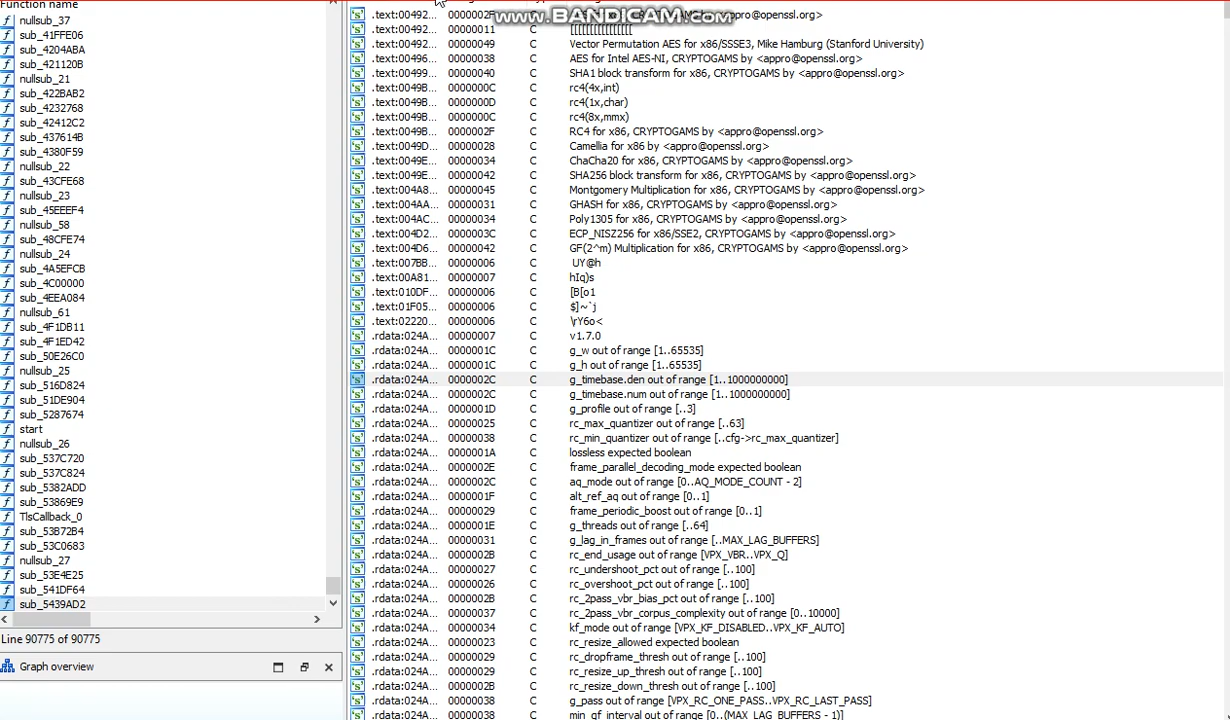 Function name
nullsub_37
sub_41FFE06
sub_4204ABA
sub_421120B
nullsub_21
sub_422BAB2
sub_4232768
sub_42412C2
sub_437614B
sub_4380F59
nullsub_22
sub_43CFE68
nullsub_23
sub_45EEEF4
nullsub_58
sub_48CFE74
nullsub_24
sub_4A5EFCB
sub_4C00000
sub_4EEA084
nullsub_61
sub_4F1DB11
sub_4F1ED42
sub_50E26C0
nullsub_25
sub_516D824
sub_51DE904
sub_5287674
start
nullsub_26
sub_537C720
sub_537C824
sub_5382ADD
sub_53869E9
TlsCallback_0
sub_53B72B4
sub_53C0683
nullsub_27
sub_53E4E25
sub_541DF64
sub_5439AD2
Line 90775 of 90775
Graph overview
www.BANDICAM.com
.text:00492... 0000002F appro@openssl.org>
.text:00492... 00000011 C [[[[[[[[[[[[[[[[
.text:00492... 00000049 C Vector Permutation AES for x86/SSSE3, Mike Hamburg (Stanford University)
.text:00496... 00000038 C AES for Intel AES-NI, CRYPTOGAMS by <appro@openssl.org>
.text:00499... 00000040 C SHA1 block transform for x86, CRYPTOGAMS by <appro@openssl.org>
.text:0049B... 0000000C C rc4(4x,int)
.text:0049B... 0000000D C rc4(1x,char)
.text:0049B... 0000000C C rc4(8x,mmx)
.text:0049B... 0000002F C RC4 for x86, CRYPTOGAMS by <appro@openssl.org>
.text:0049D... 00000028 C Camellia for x86 by <appro@openssl.org>
.text:0049E... 00000034 C ChaCha20 for x86, CRYPTOGAMS by <appro@openssl.org>
.text:0049E... 00000042 C SHA256 block transform for x86, CRYPTOGAMS by <appro@openssl.org>
.text:004A8... 00000045 C Montgomery Multiplication for x86, CRYPTOGAMS by <appro@openssl.org>
.text:004AA... 00000031 C GHASH for x86, CRYPTOGAMS by <appro@openssl.org>
.text:004AC... 00000034 C Poly1305 for x86, CRYPTOGAMS by <appro@openssl.org>
.text:004D2... 0000003C C ECP_NISZ256 for x86/SSE2, CRYPTOGAMS by <appro@openssl.org>
.text:004D6... 00000042 C GF(2^m) Multiplication for x86, CRYPTOGAMS by <appro@openssl.org>
.text:007BB... 00000006 C UY@h
.text:00A81... 00000007 C hIq}s
.text:010DF... 00000006 C [B[o1
.text:01F05... 00000006 C $]~`j
.text:02220... 00000006 C \rY6o<
.rdata:024A... 00000007 C v1.7.0
.rdata:024A... 0000001C C g_w out of range [1..65535]
.rdata:024A... 0000001C C g_h out of range [1..65535]
.rdata:024A... 0000002C C g_timebase.den out of range [1..1000000000]
.rdata:024A... 0000002C C g_timebase.num out of range [1..1000000000]
.rdata:024A... 0000001D C g_profile out of range [..3]
.rdata:024A... 00000025 C rc_max_quantizer out of range [..63]
.rdata:024A... 00000038 C rc_min_quantizer out of range [..cfg->rc_max_quantizer]
.rdata:024A... 0000001A C lossless expected boolean
.rdata:024A... 0000002E C frame_parallel_decoding_mode expected boolean
.rdata:024A... 0000002C C aq_mode out of range [0..AQ_MODE_COUNT - 2]
.rdata:024A... 0000001F C alt_ref_aq out of range [0..1]
.rdata:024A... 00000029 C frame_periodic_boost out of range [0..1]
.rdata:024A... 0000001E C g_threads out of range [..64]
.rdata:024A... 00000031 C g_lag_in_frames out of range [..MAX_LAG_BUFFERS]
.rdata:024A... 0000002B C rc_end_usage out of range [VPX_VBR..VPX_Q]
.rdata:024A... 00000027 C rc_undershoot_pct out of range [..100]
.rdata:024A... 00000026 C rc_overshoot_pct out of range [..100]
.rdata:024A... 0000002B C rc_2pass_vbr_bias_pct out of range [..100]
.rdata:024A... 00000037 C rc_2pass_vbr_corpus_complexity out of range [0..10000]
.rdata:024A... 00000034 C kf_mode out of range [VPX_KF_DISABLED..VPX_KF_AUTO]
.rdata:024A... 00000023 C rc_resize_allowed expected boolean
.rdata:024A... 00000029 C rc_dropframe_thresh out of range [..100]
.rdata:024A... 00000029 C rc_resize_up_thresh out of range [..100]
.rdata:024A... 0000002B C rc_resize_down_thresh out of range [..100]
.rdata:024A... 00000038 C g_pass out of range [VPX_RC_ONE_PASS..VPX_RC_LAST_PASS]
.rdata:024A... 00000038 C min_gf_interval out of range [0..(MAX_LAG_BUFFERS - 1)]